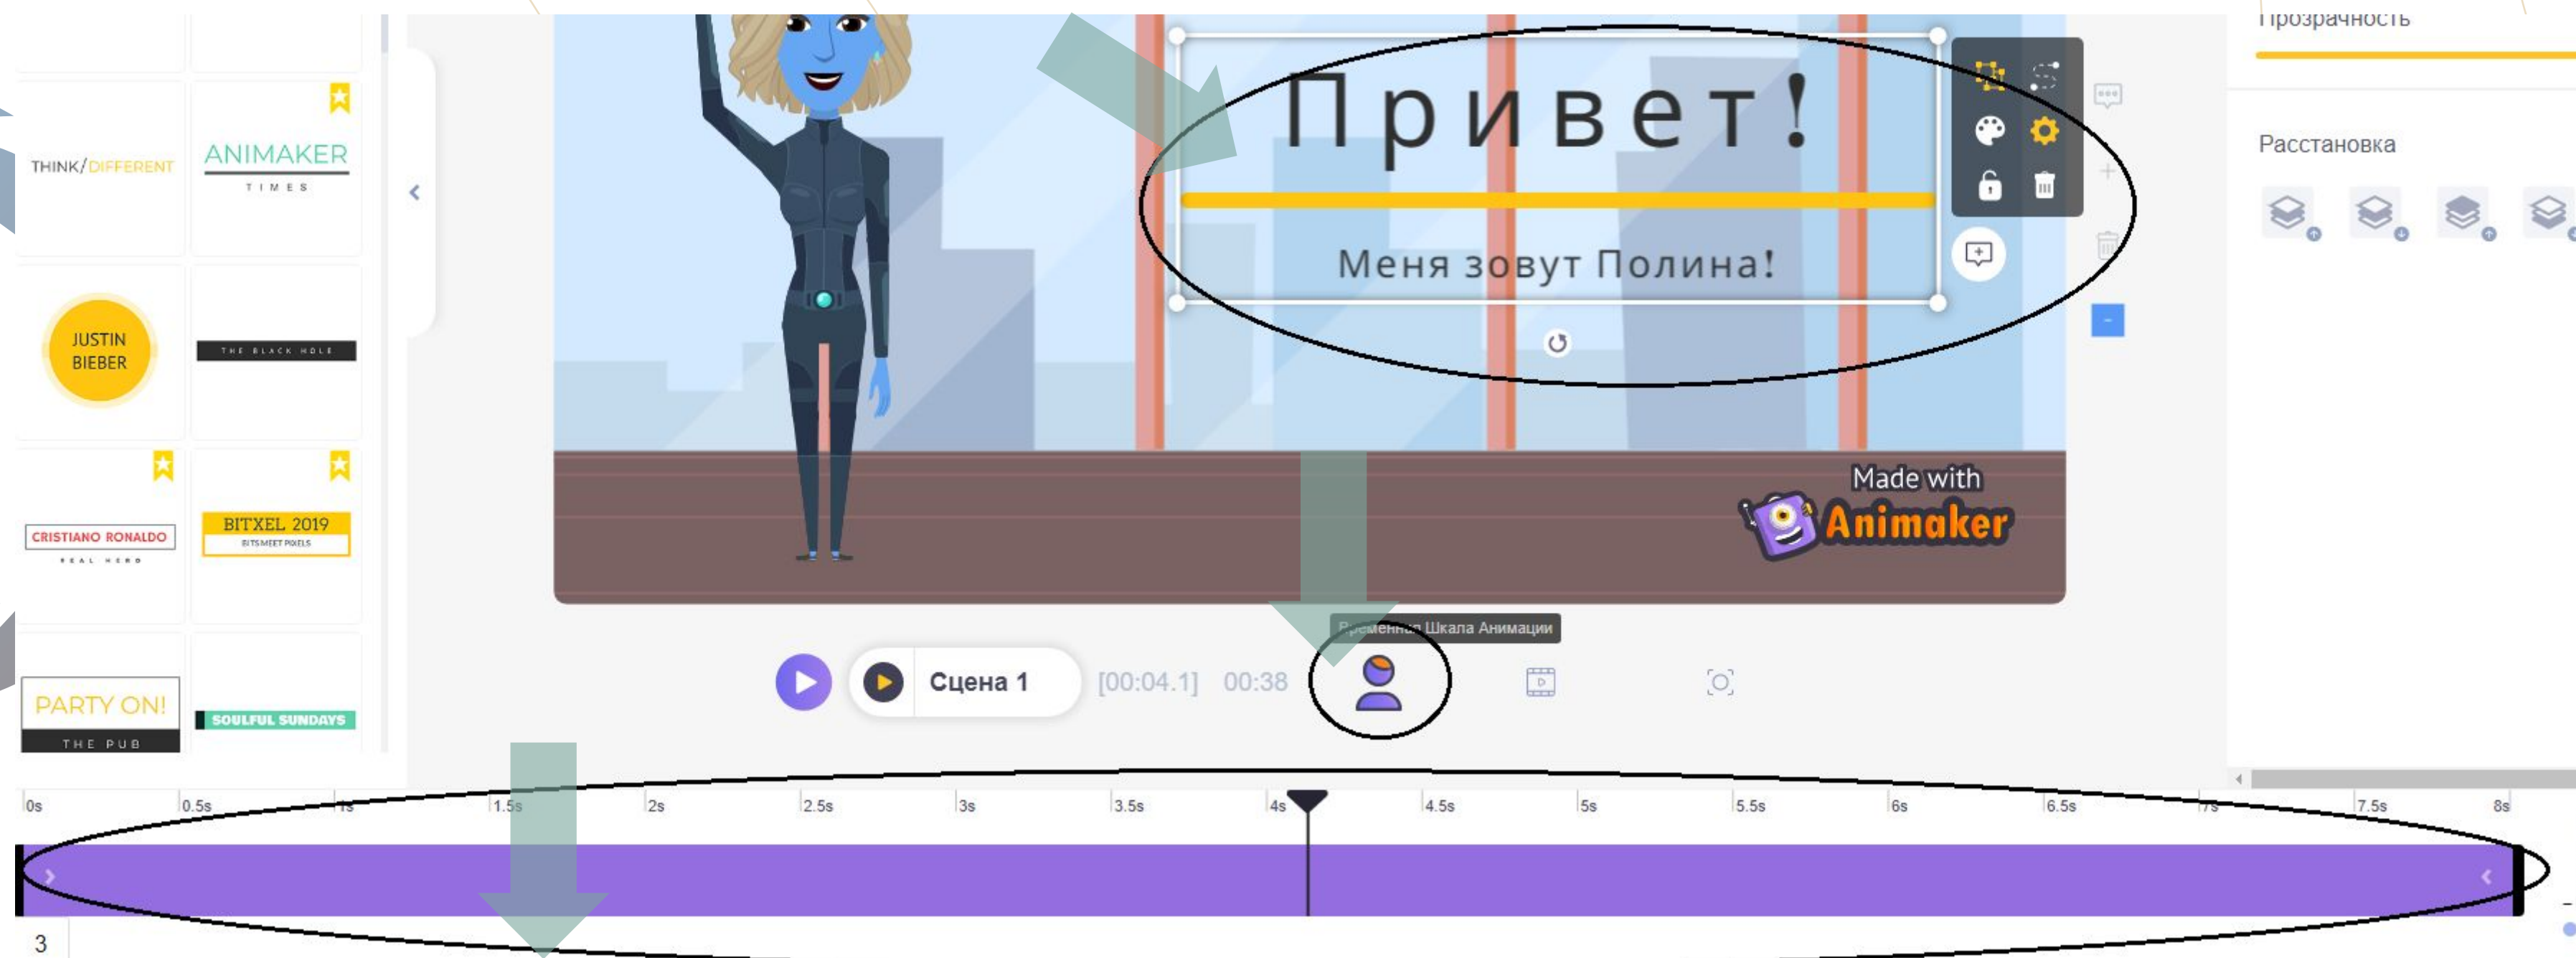 Прозрачность
Расстановка
THINK/DIFFERENT
ANIMAKER
TIMES
JUSTIN
BIEBER
THE BLACK HOLE
CRISTIANO RONALDO
REAL HERO
BITXEL 2019
BITS MEET PIXELS
PARTY ON!
THE PUB
SOULFUL SUNDAYS
Привет!
Меня зовут Полина!
Made with
Animaker
Временная Шкала Анимации
Сцена 1
[00:04.1] 00:38
0s 0.5s 1s 1.5s 2s 2.5s 3s 3.5s 4s 4.5s 5s 5.5s 6s 6.5s 7s 7.5s 8s
3